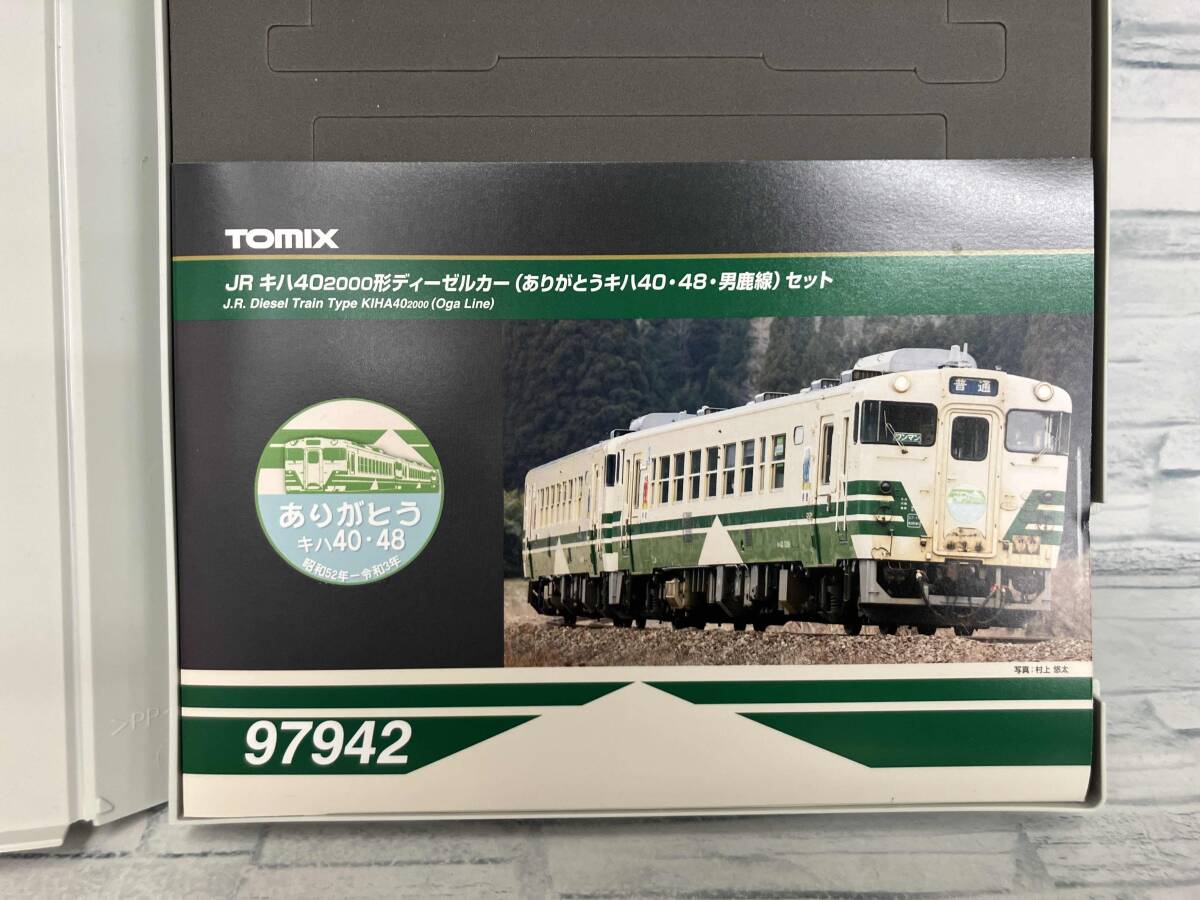 TOMIX
JR キハ402000形ディーゼルカー(ありがとうキハ40・48・男鹿線)セット
J.R. Diesel Train Type KIHA402000 (Oga Line)
普通
ワンマン
ありがとう
キハ40・48
昭和52年ー令和3年
写真:村上 悠太
97942
>PP